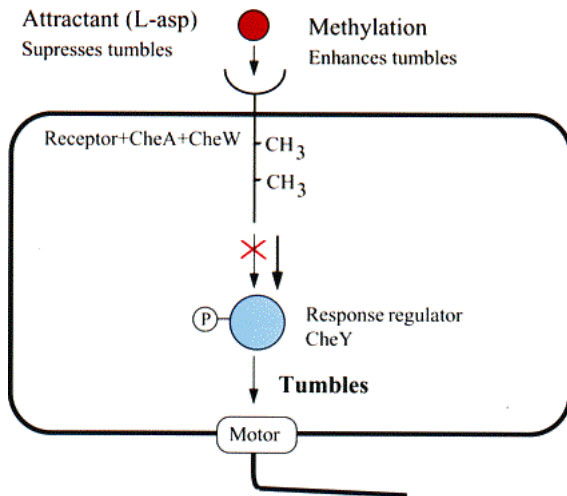 Attractant (L-asp)
Supresses tumbles
Methylation
Enhances tumbles
Receptor+CheA+CheW
CH3
CH3
P
Response regulator
CheY
Tumbles
Motor